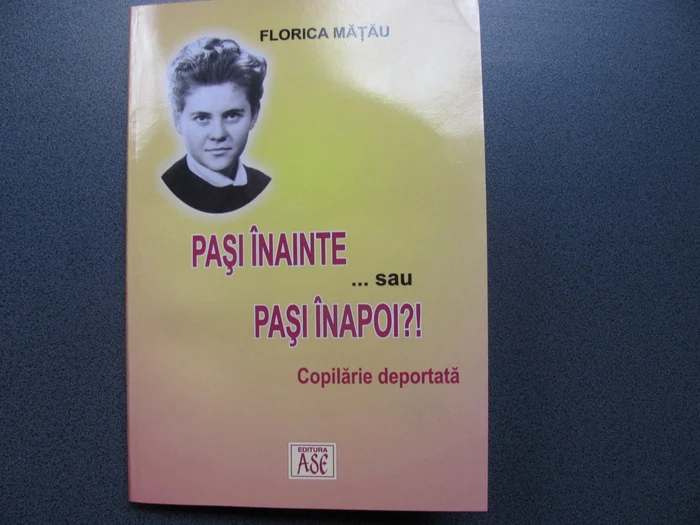 FLORICA MĂȚĂU
PAŞI ÎNAINTE
... sau
PAŞI ÎNAPOI?!
Copilărie deportată
EDITURA
ASE